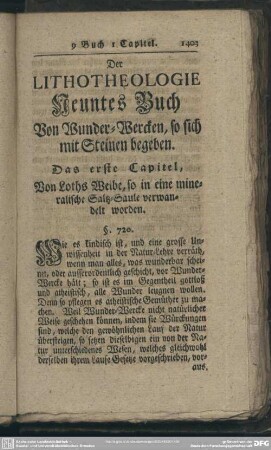 9 Buch 1 Capitel. 1403
Der
LITHOTHEOLOGIE
Neuntes Buch
Von Wunder-Wercken, so sich
mit Steinen begeben.
Das erste Capitel,
Von Loths Weibe, so in eine mine-
ralische Saltz-Saule verwan-
delt worden.
§. 720.
Wie es kindisch ist, und eine grosse Un-
wissenheit in der Natur-Lehre verräth,
wenn man alles, was wunderbar schei-
net, oder ausserordentlich geschicht, vor Wunder-
Wercke hält; so ist es im Gegentheil gottloß
und atheistisch, alle Wunder leugnen wollen.
Denn so pflegen es atheistische Gemüther zu ma-
chen. Weil Wunder-Wercke nicht natürlicher
Weise geschehen können, indem sie Würckungen
sind, welche den gewöhnlichen Lauf der Natur
übersteigen, so setzen dieselbigen ein von der Na-
tur unterschiedenes Wesen, welches gleichwohl
derselben ihrem Laufe Gesetze vorgeschrieben, vor-
aus.
DFG